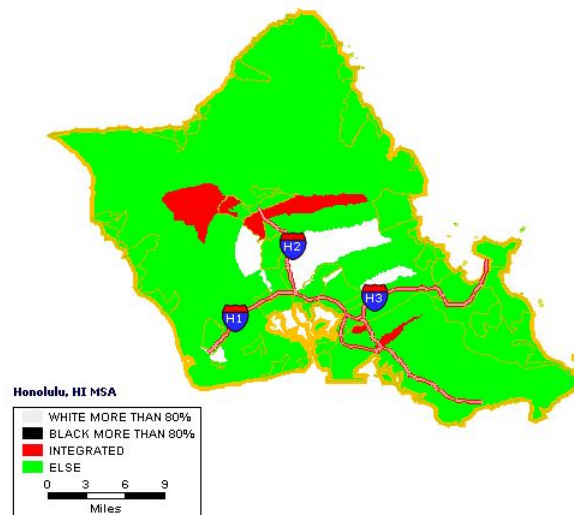 H2
H3
H1
Honolulu, HI MSA
WHITE MORE THAN 80%
BLACK MORE THAN 80%
INTEGRATED
ELSE
0 3 6 9
Miles